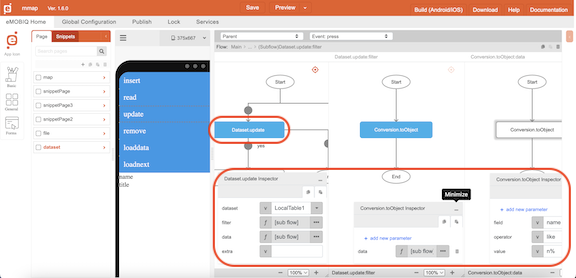 mmap
Ver. 1.6.0
Save
Preview
Build (Android/iOS)
Download
Help
Documentation
eMOBIQ Home
Global Configuration
Publish
Lock
Services
App Icon
Basic
General
Page
Snippets
Search pages
map
snippetPage
snippetPage3
snippetPage2
file
dataset
375x667
insert
read
update
remove
loaddata
loadnext
name
title
Parent
Event: press
Flow:
Main
...
(Subflow)Dataset.update:filter
Dataset.update:filter
Conversion.toObject:data
Start
Dataset.update
yes
Start
Conversion.toObject
End
Start
Conversion.toObject
Dataset.update Inspector
dataset
LocalTable1
filter
[sub flow]
data
[sub flow]
extra
Minimize
Conversion.toObject Inspector
+ add new parameter
data
[sub flow]
Conversion.toObject Inspector
+ add new parameter
field
name
operator
like
value
n%
100%
Dataset.update:filter
100%
Conversion.toObject:data
100%